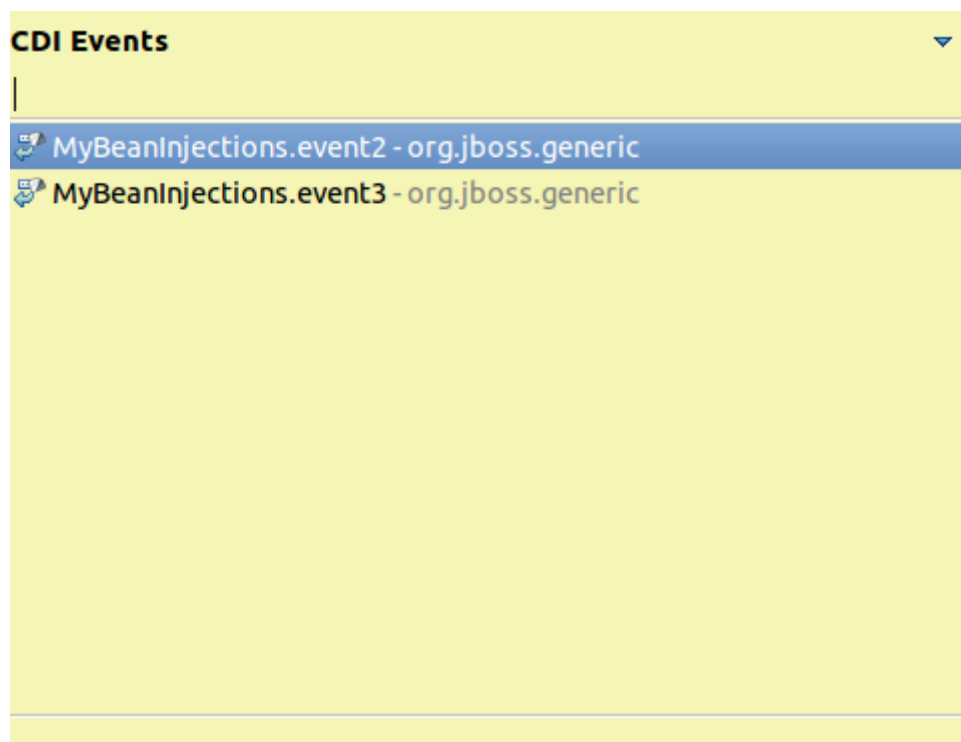 CDI Events
MyBeanInjections.event2 - org.jboss.generic
MyBeanInjections.event3 - org.jboss.generic